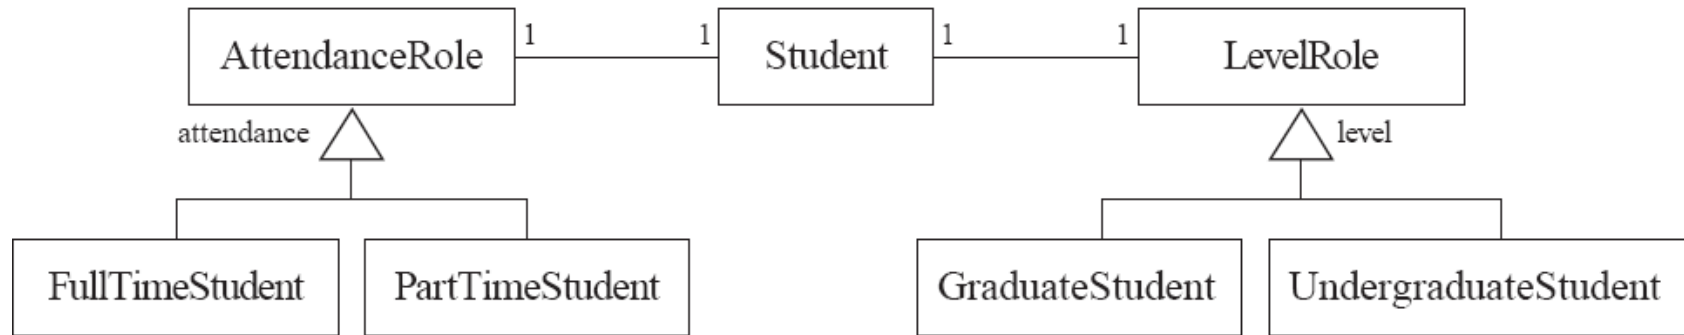 AttendanceRole 1 1 Student 1 1 LevelRole
attendance level
FullTimeStudent PartTimeStudent GraduateStudent UndergraduateStudent